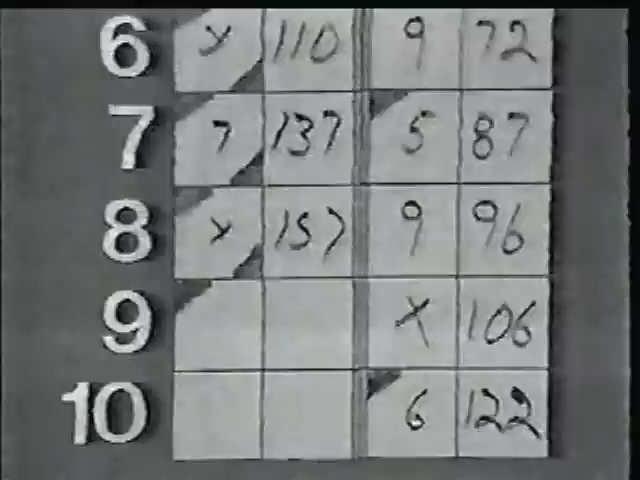 6 x 110 9 72
7 7 137 5 87
8 x 157 9 96
9 x 106
10 6 122